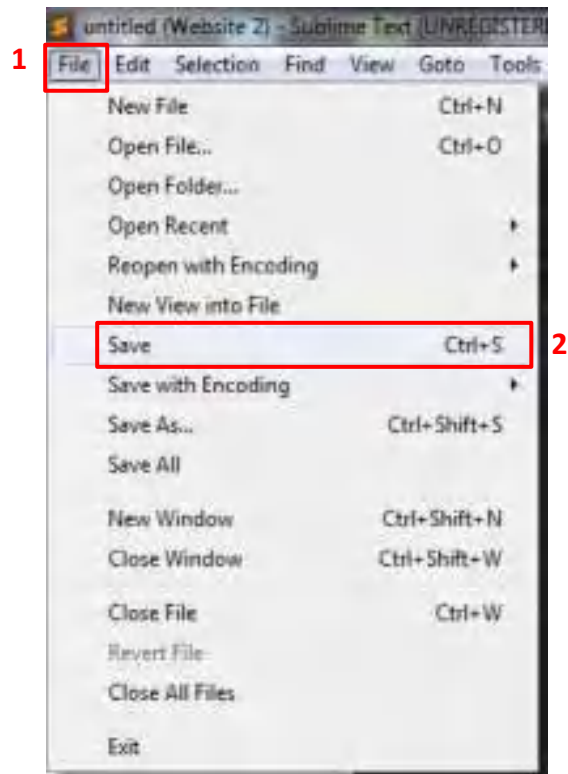 untitled (Website 2) - Sublime Text (UNREGISTERE
1
File Edit Selection Find View Goto Tools
New File Ctrl+N
Open File... Ctrl+O
Open Folder...
Open Recent
Reopen with Encoding
New View into File
Save Ctrl+S 2
Save with Encoding
Save As... Ctrl+Shift+S
Save All
New Window Ctrl+Shift+N
Close Window Ctrl+Shift+W
Close File Ctrl+W
Revert File
Close All Files
Exit